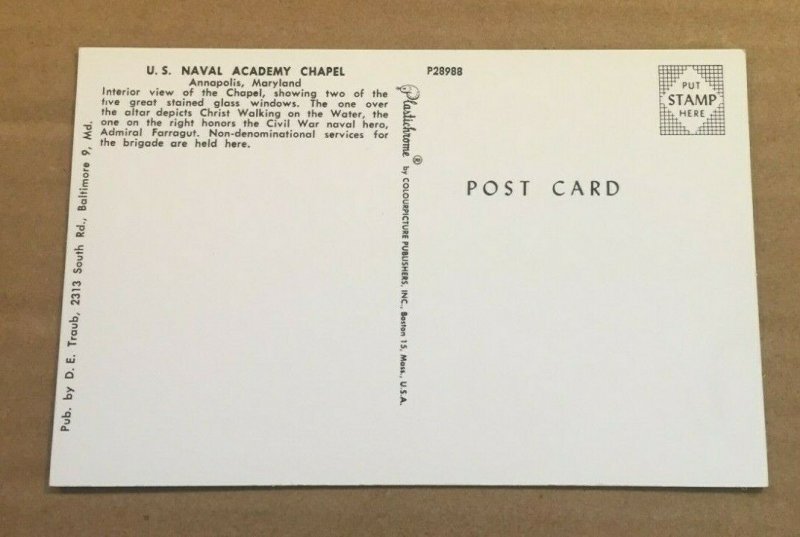 U. S. NAVAL ACADEMY CHAPEL
Annapolis, Maryland
Interior view of the Chapel, showing two of the
five great stained glass windows. The one over
the altar depicts Christ Walking on the Water, the
one on the right honors the Civil War naval hero,
Admiral Farragut. Non-denominational services for
the brigade are held here.
Pub. by D. E. Traub, 2313 South Rd., Baltimore 9, Md.
P28988
Plastichrome ® by COLOURPICTURE PUBLISHERS, INC., Boston 15, Mass., U.S.A.
PUT
STAMP
HERE
POST CARD